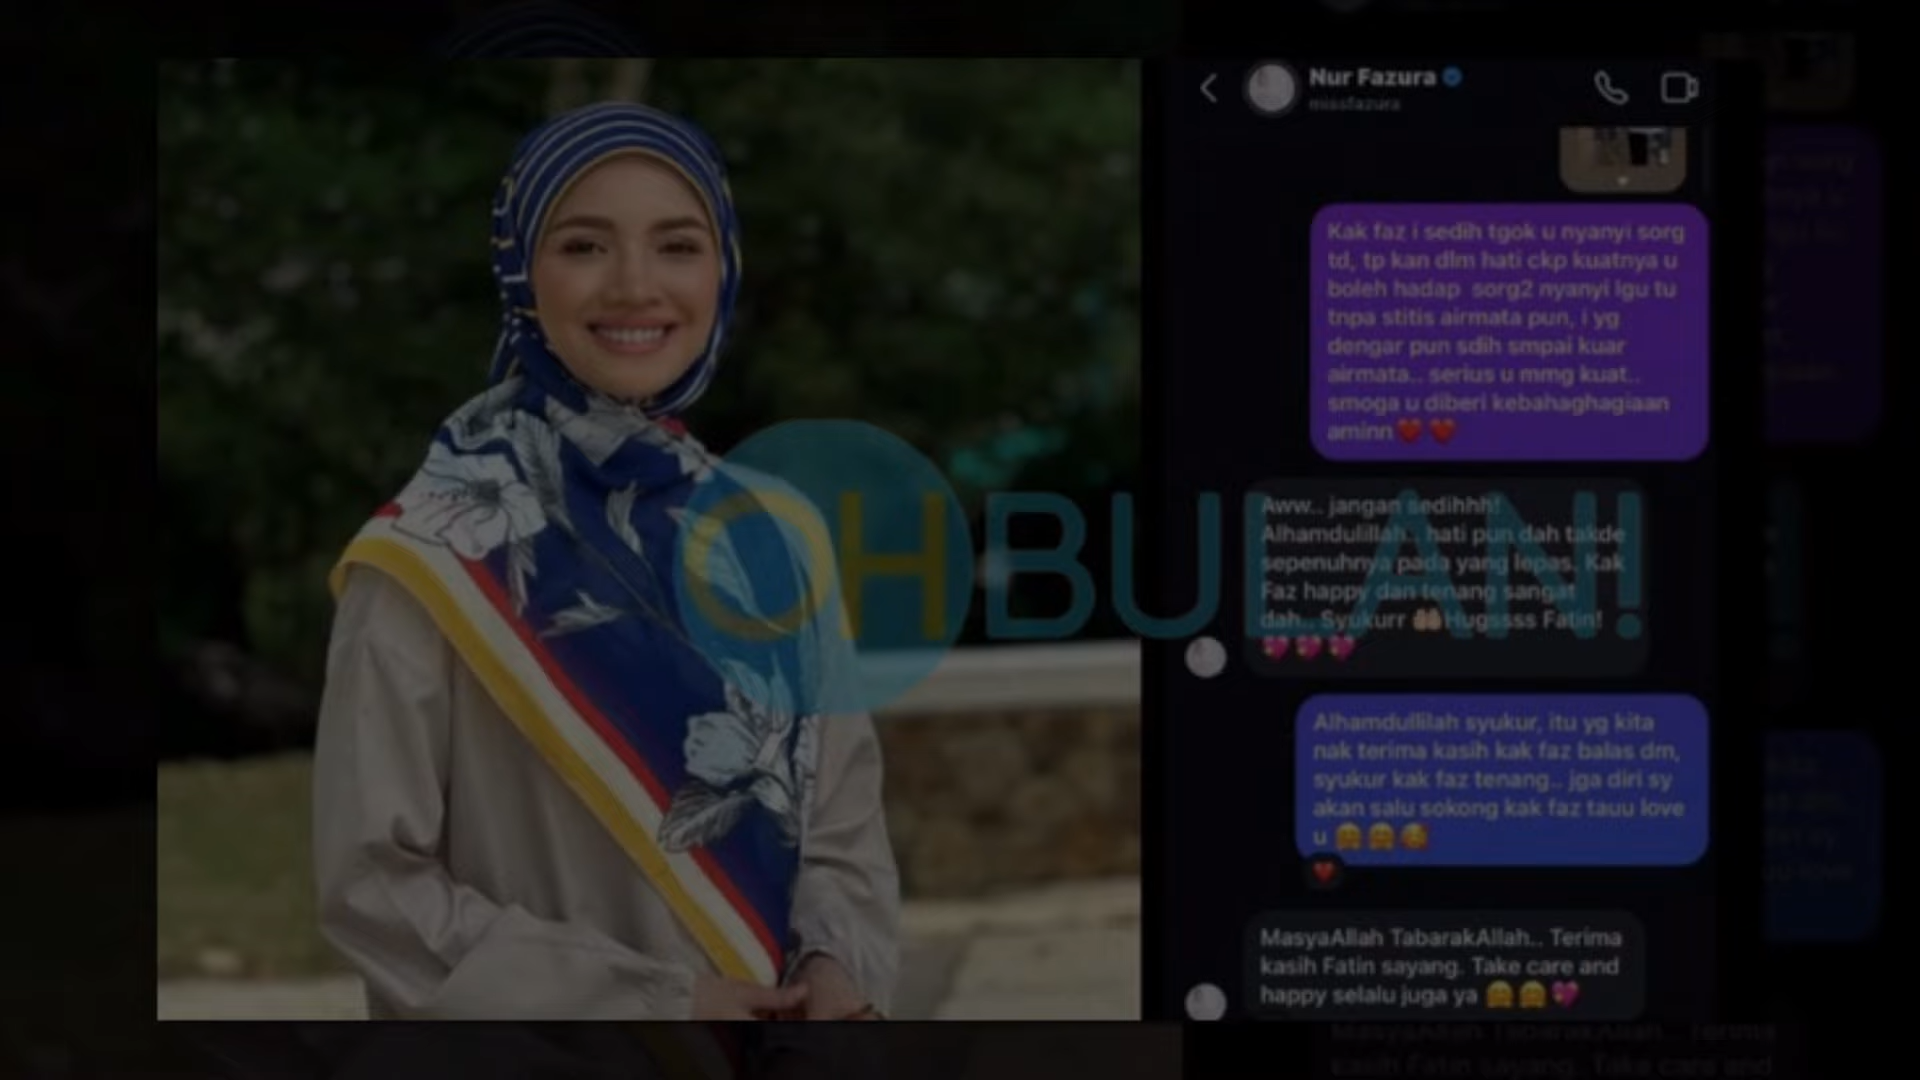 Nur Fazura
missfazura
Kak faz i sedih tgok u nyanyi sorg
td, tp kan dlm hati ckp kuatnya u
boleh hadap sorg2 nyanyi lgu tu
tnpa stitis airmata pun, i yg
dengar pun sdih smpai kuar
airmata.. serius u mmg kuat..
smoga u diberi kebahaghagiaan
aminn❤️ ❤️
OHBULAN!
Aww.. jangan sedihhh!
Alhamdulillah.. hati pun dah takde
sepenuhnya pada yang lepas. Kak
Faz happy dan tenang sangat
dah.. Syukurr 🤲🏼Hugssss Fatin!
💖💖💖
Alhamdullilah syukur, itu yg kita
nak terima kasih kak faz balas dm,
syukur kak faz tenang.. jga diri sy
akan salu sokong kak faz tauu love
u 🤗🤗🥰
❤️
MasyaAllah TabarakAllah.. Terima
kasih Fatin sayang. Take care and
happy selalu juga ya 🤗🤗💖